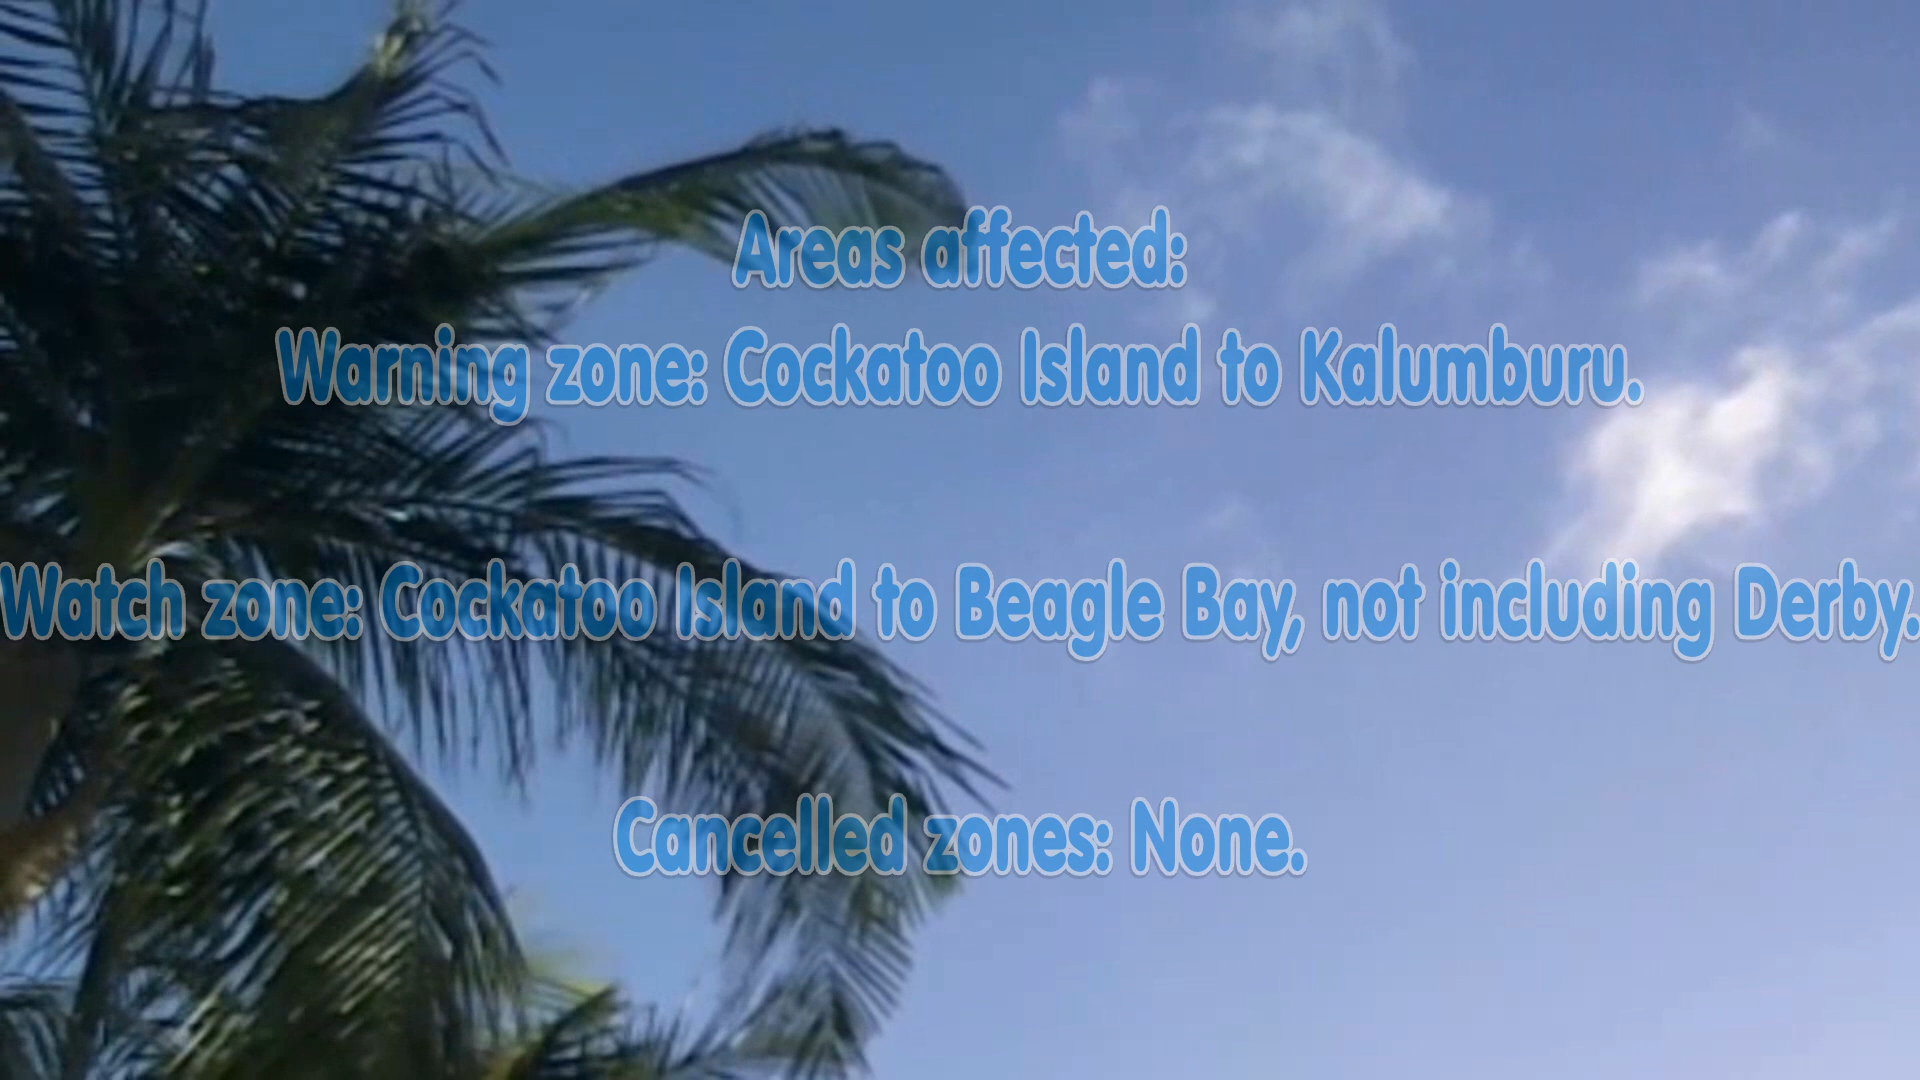 Areas affected:
Warning zone: Cockatoo Island to Kalumburu.
Watch zone: Cockatoo Island to Beagle Bay, not including Derby.
Cancelled zones: None.